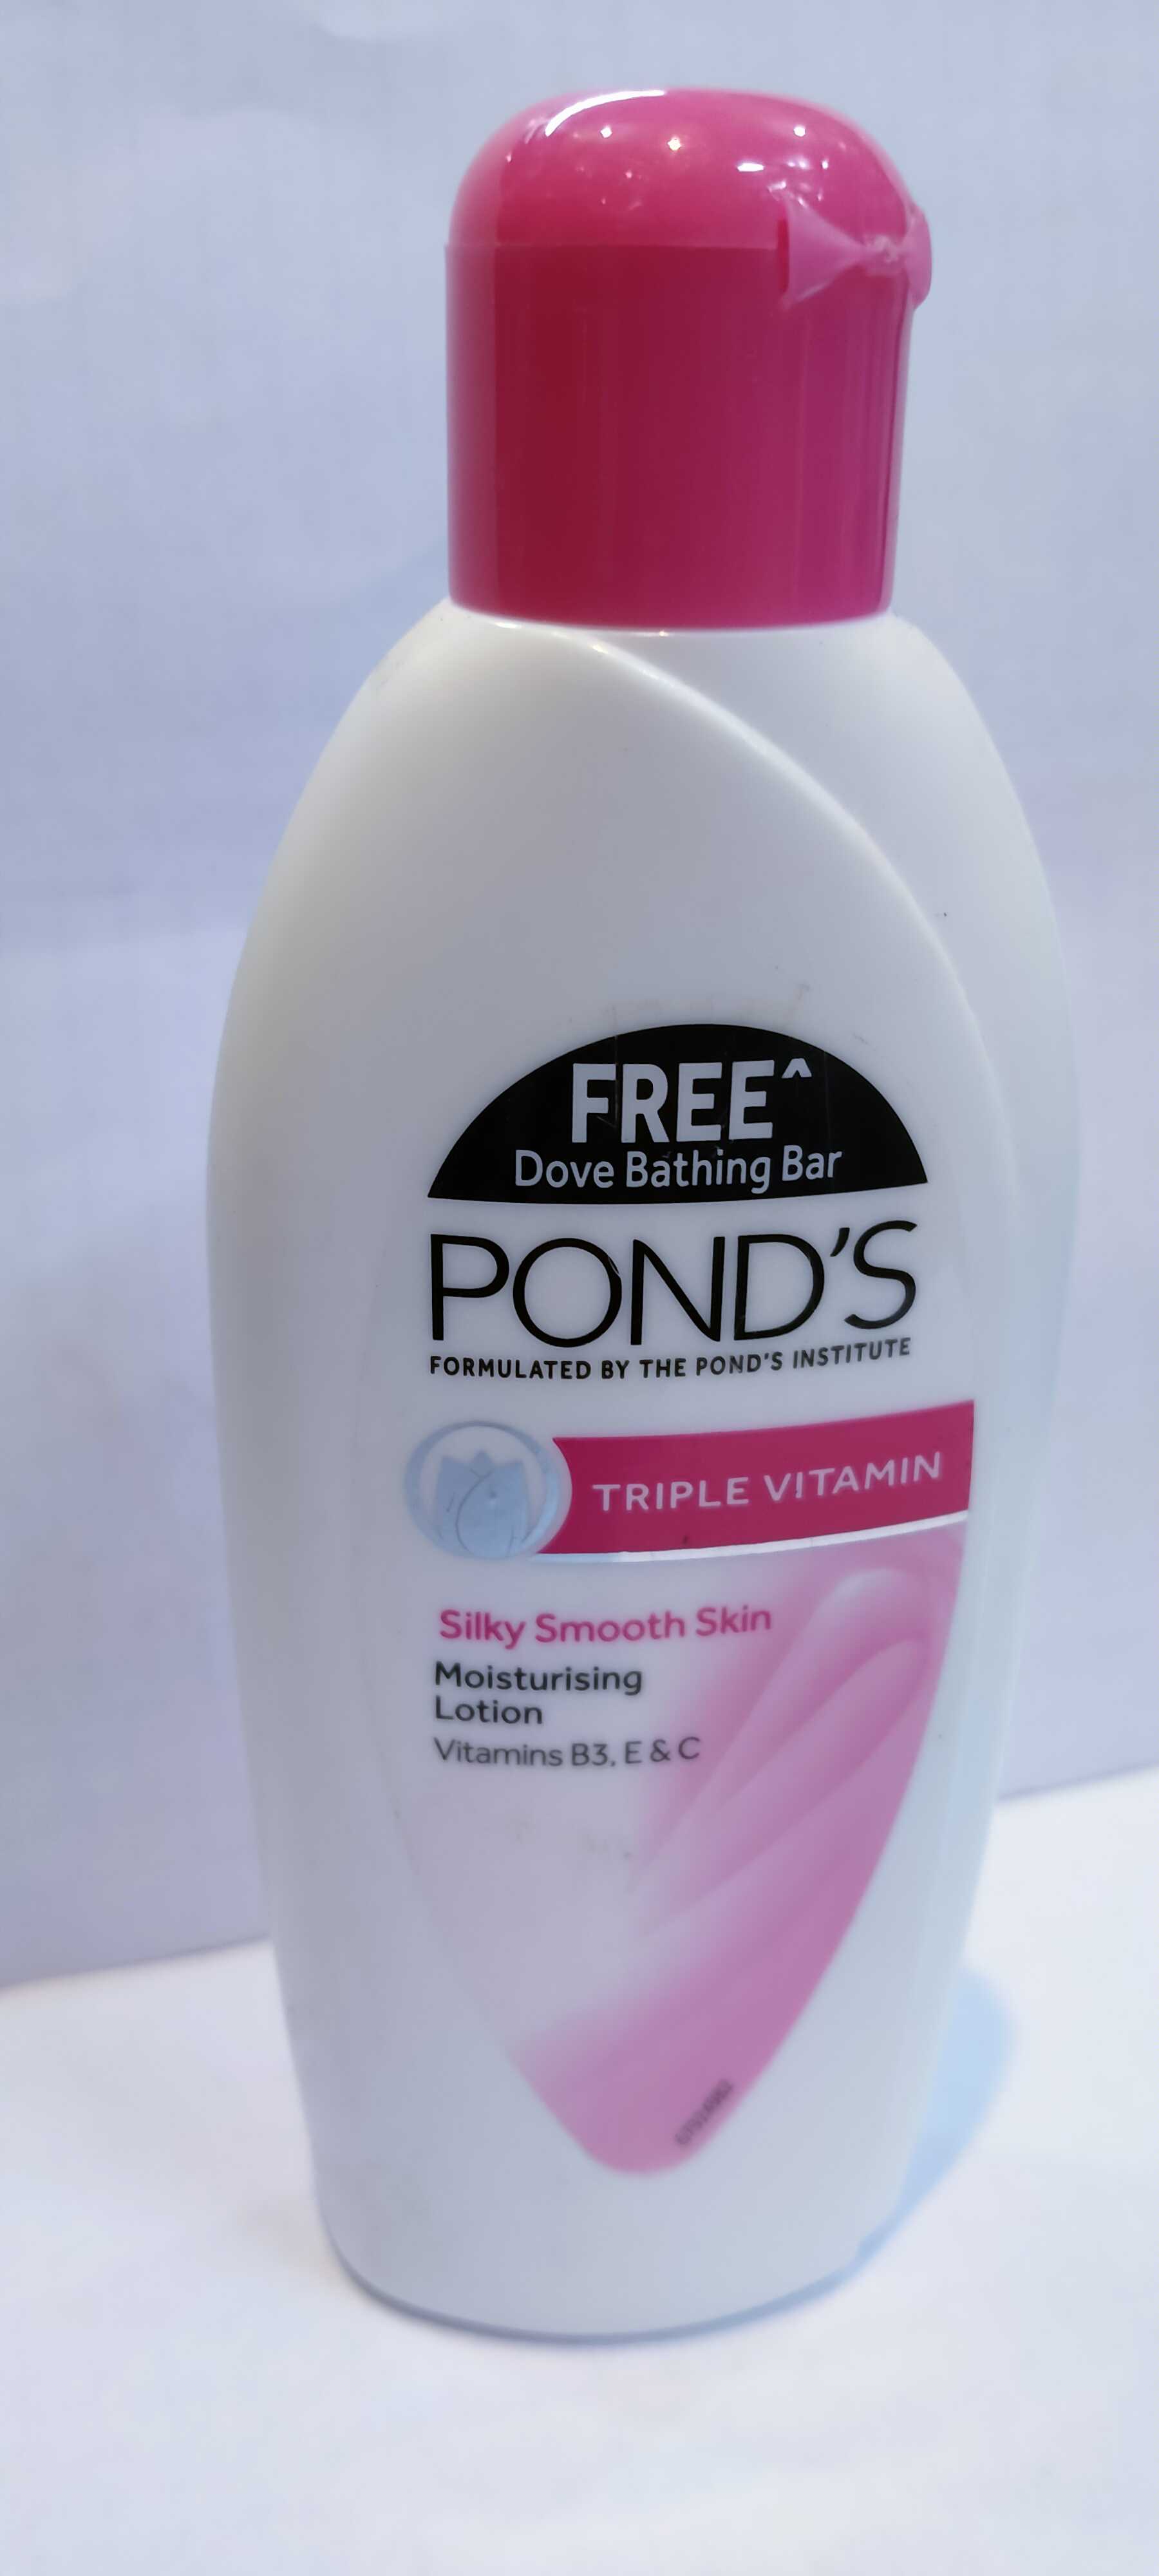 FREE^
Dove Bathing Bar
POND'S
FORMULATED BY THE POND'S INSTITUTE
TRIPLE VITAMIN
Silky Smooth Skin
Moisturising
Lotion
Vitamins B3, E & C